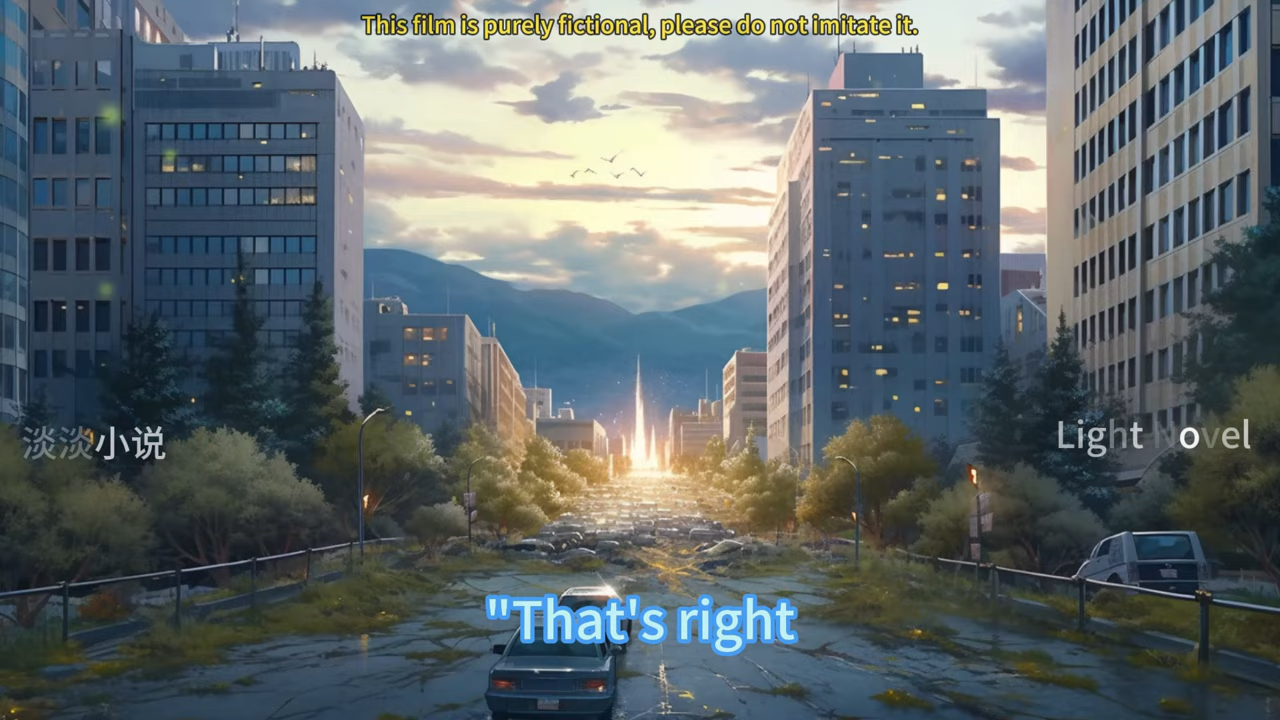 This film is purely fictional, please do not imitate it.
淡淡小说
Light Novel
"That's right